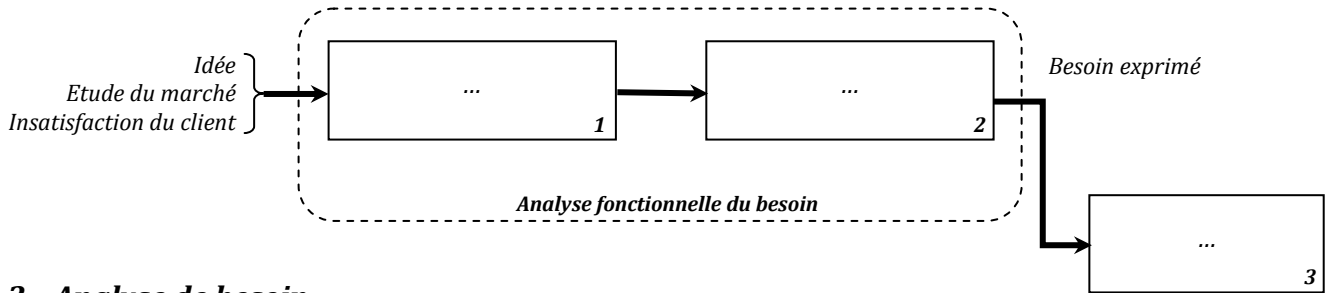 Idée
Etude du marché
Insatisfaction du client
...
1
...
2
Besoin exprimé
Analyse fonctionnelle du besoin
...
3